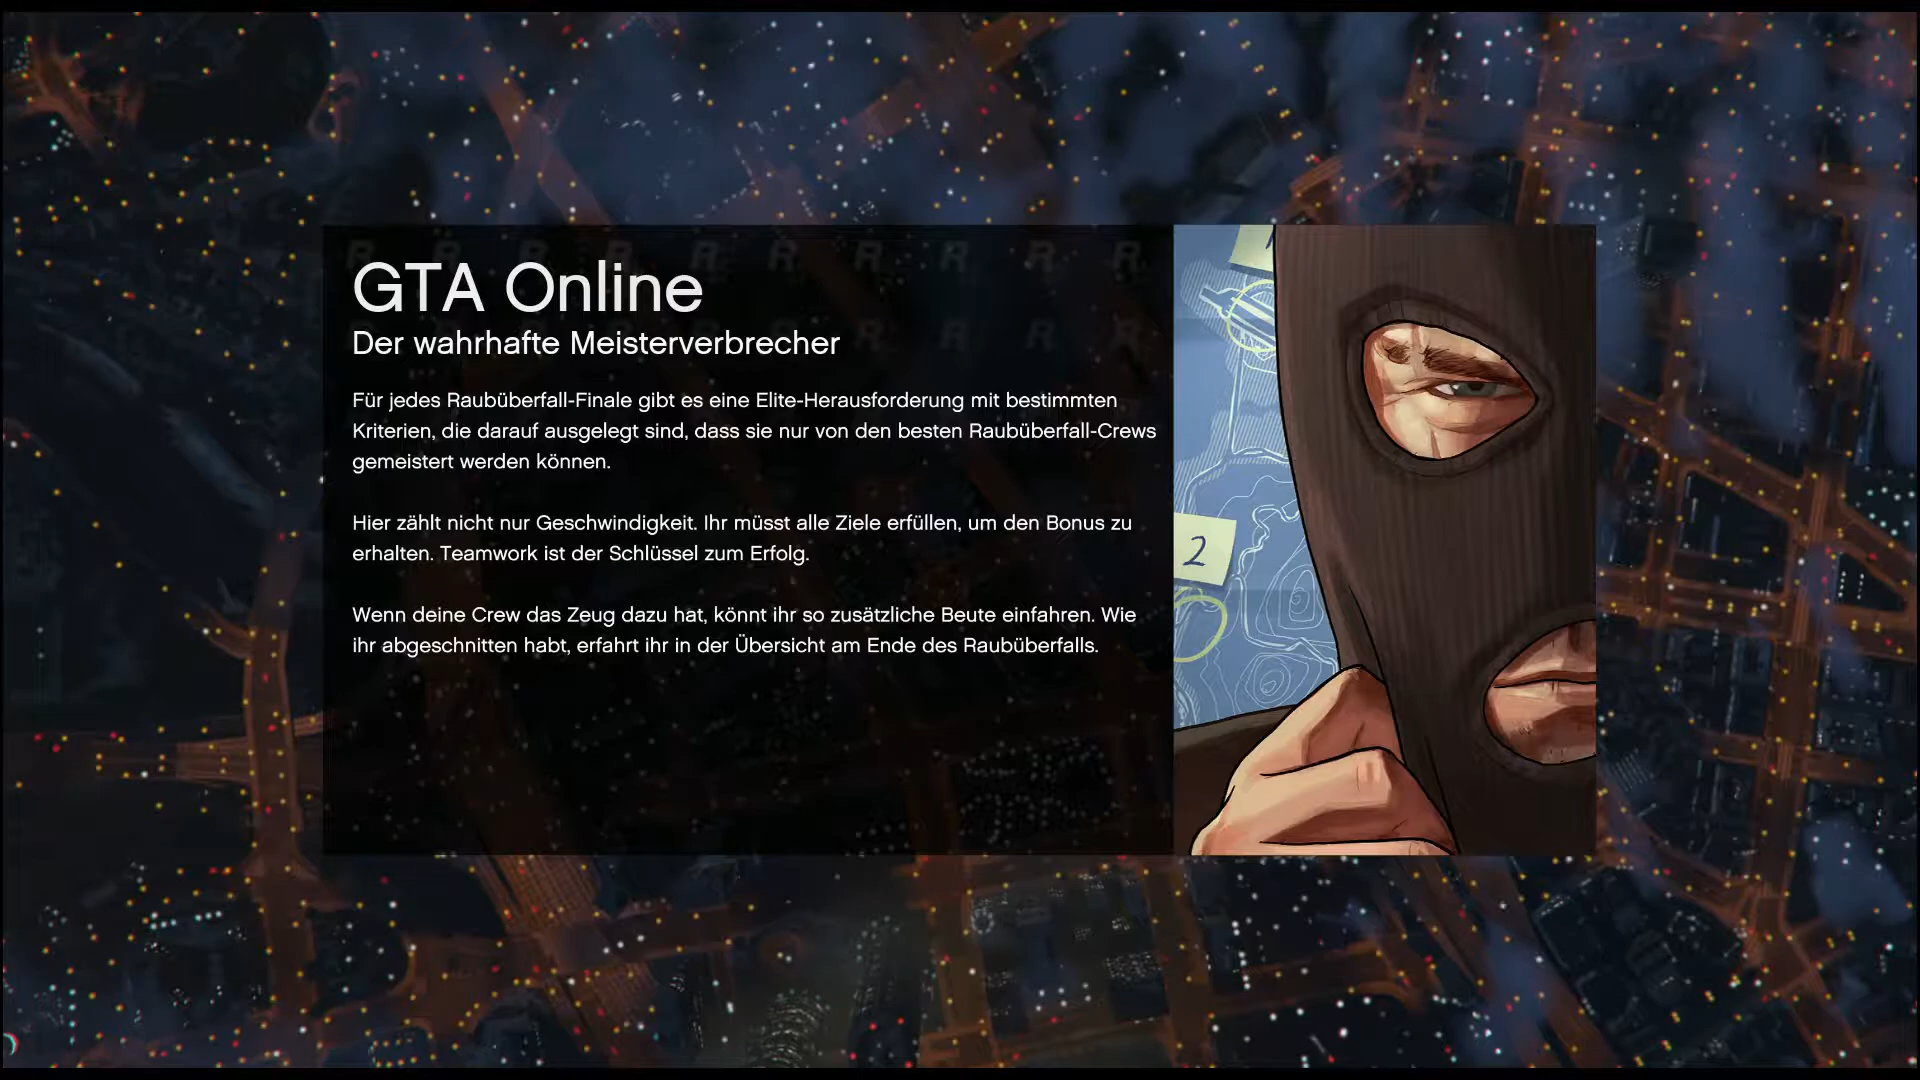 GTA Online
Der wahrhafte Meisterverbrecher
Für jedes Raubüberfall-Finale gibt es eine Elite-Herausforderung mit bestimmten
Kriterien, die darauf ausgelegt sind, dass sie nur von den besten Raubüberfall-Crews
gemeistert werden können.
Hier zählt nicht nur Geschwindigkeit. Ihr müsst alle Ziele erfüllen, um den Bonus zu
erhalten. Teamwork ist der Schlüssel zum Erfolg.
Wenn deine Crew das Zeug dazu hat, könnt ihr so zusätzliche Beute einfahren. Wie
ihr abgeschnitten habt, erfahrt ihr in der Übersicht am Ende des Raubüberfalls.
2